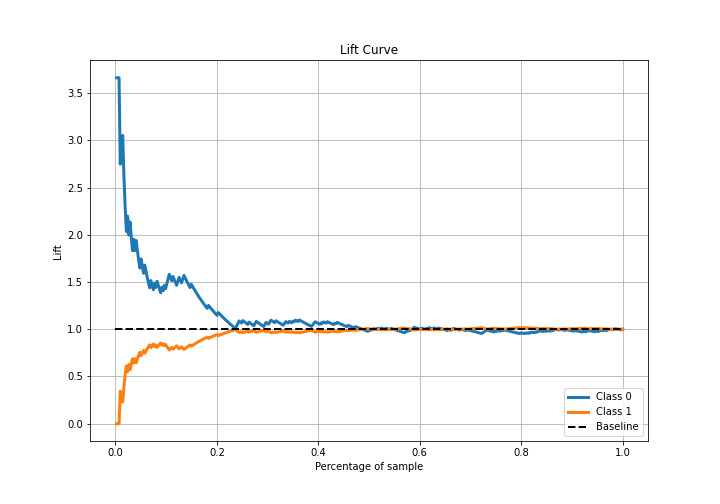 Lift Curve
3.5
3.0
2.5
2.0
1.5
1.0
0.5
0.0
Lift
0.0 0.2 0.4 0.6 0.8 1.0
Percentage of sample
Class 0
Class 1
Baseline